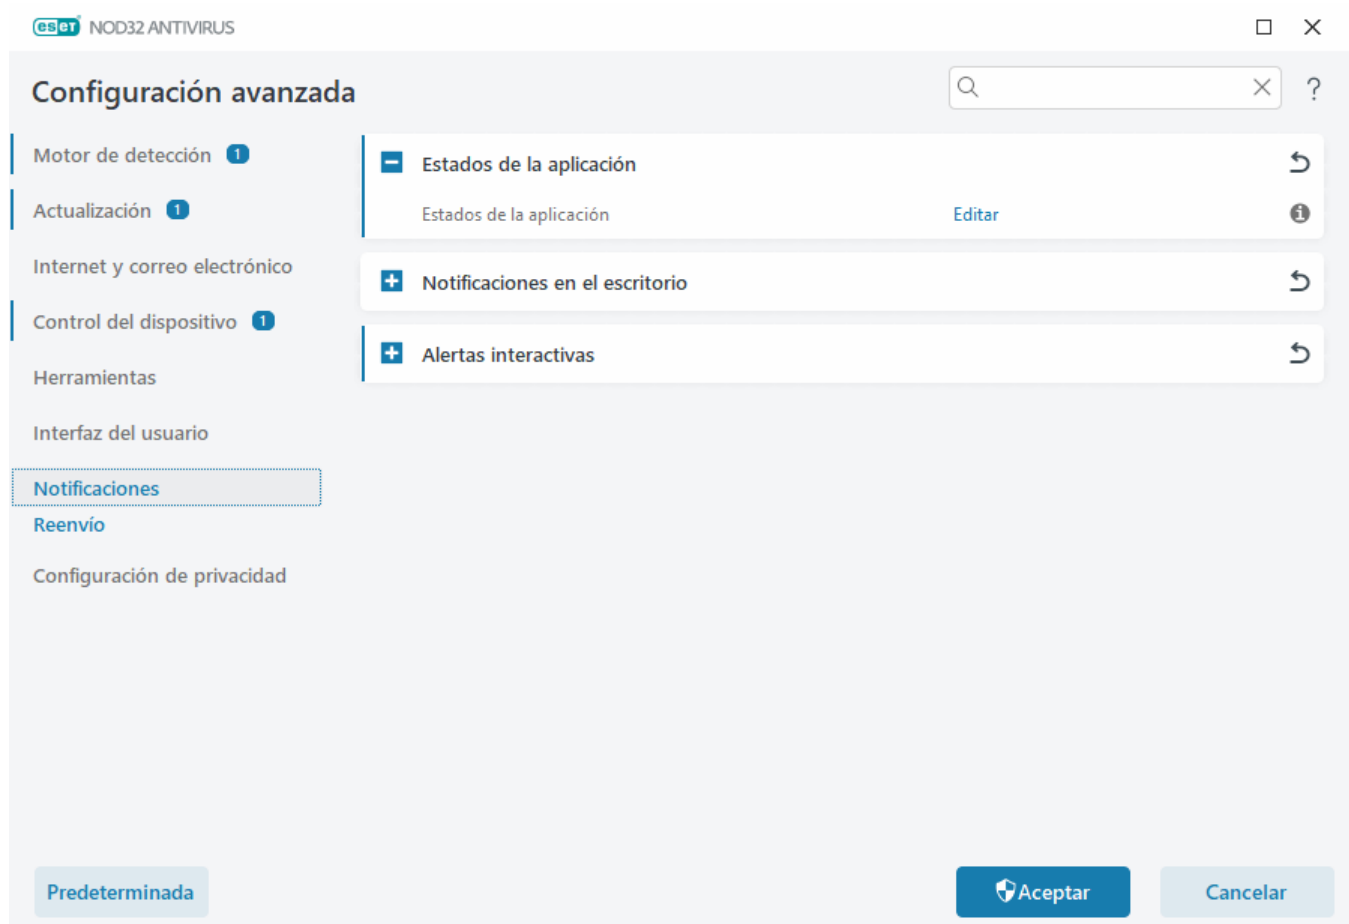 eset NOD32 ANTIVIRUS
Configuración avanzada
?
Motor de detección 1
Actualización 1
Internet y correo electrónico
Control del dispositivo 1
Herramientas
Interfaz del usuario
Notificaciones
Reenvío
Configuración de privacidad
Estados de la aplicación
Estados de la aplicación Editar
Notificaciones en el escritorio
Alertas interactivas
Predeterminada
Aceptar
Cancelar